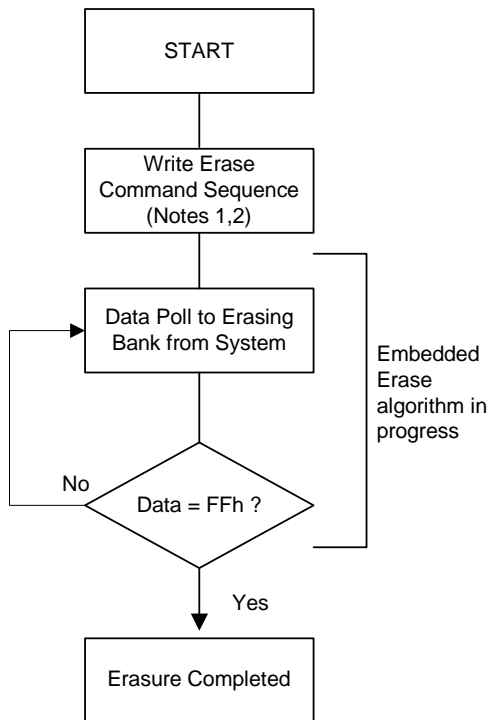 START
Write Erase
Command Sequence
(Notes 1,2)
Data Poll to Erasing
Bank from System
Embedded
Erase
algorithm in
progress
No
Data = FFh ?
Yes
Erasure Completed